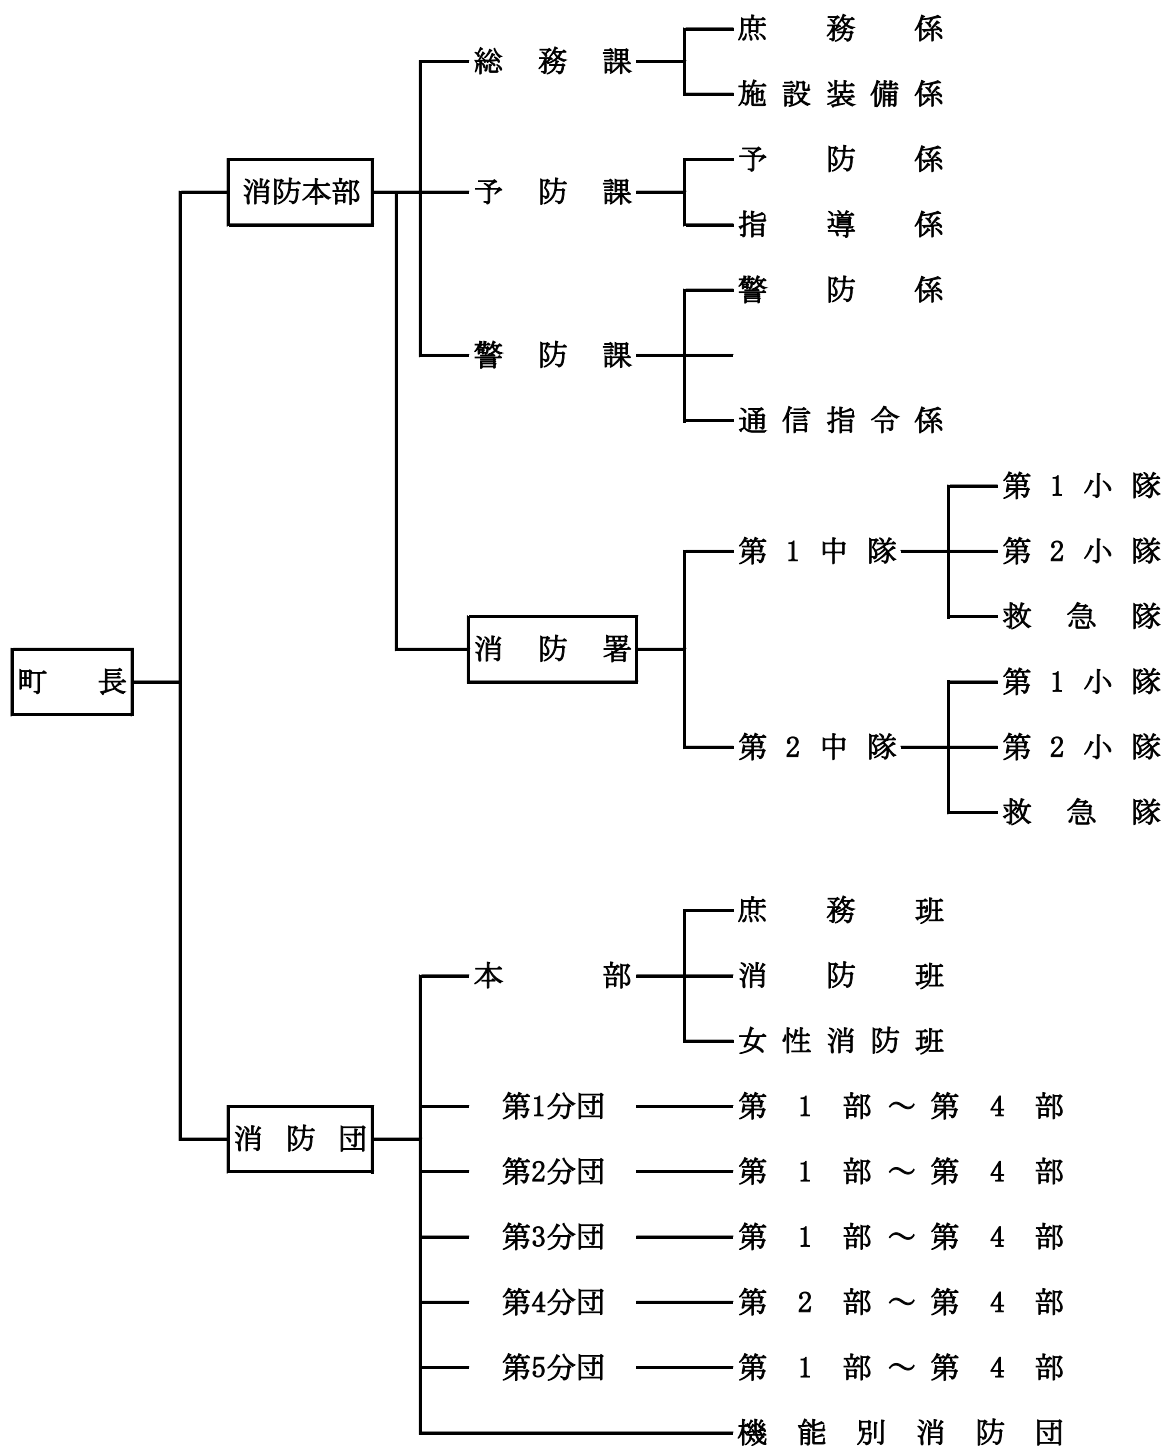 庶務係
総務課
施設装備係
予防係
消防本部
予防課
指導係
警防係
警防課
通信指令係
第1小隊
第1中隊
第2小隊
救急隊
消防署
町長
第1小隊
第2中隊
第2小隊
救急隊
庶務班
本部
消防班
女性消防班
第1分団 第1部~第4部
消防団
第2分団 第1部~第4部
第3分団 第1部~第4部
第4分団 第2部~第4部
第5分団 第1部~第4部
機能別消防団